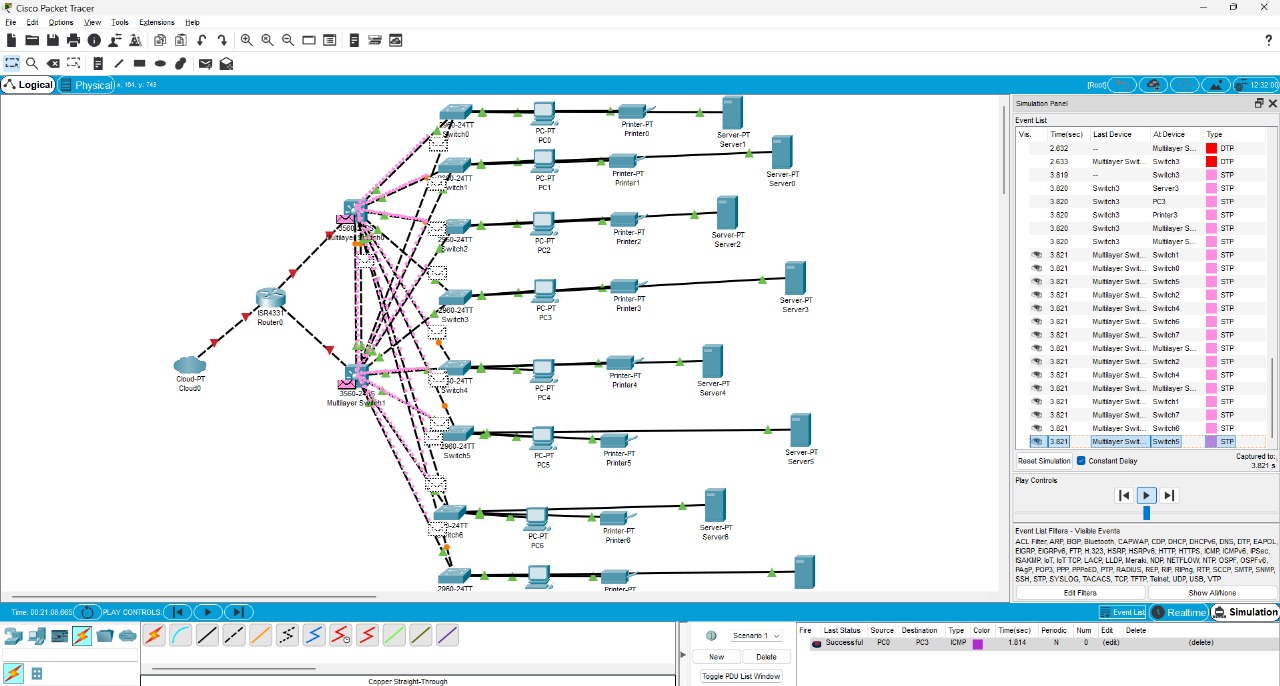 Cisco Packet Tracer
File Edit Options View Tools Extensions Help
?
Logical Physical x: 164, y: 743 [Root] 12:32:00
2960-24TT
Switch0
PC-PT
PC0
Printer-PT
Printer0
Server-PT
Server1
Switch1
PC-PT
PC1
Printer-PT
Printer1
Server-PT
Server0
Multilayer Switch0
2960-24TT
Switch2
PC-PT
PC2
Printer-PT
Printer2
Server-PT
Server2
ISR4331
Router0
2960-24TT
Switch3
PC-PT
PC3
Printer-PT
Printer3
Server-PT
Server3
Cloud-PT
Cloud0
Multilayer Switch1
Switch4
PC-PT
PC4
Printer-PT
Printer4
Server-PT
Server4
2960-24TT
Switch5
PC-PT
PC5
Printer-PT
Printer5
Server-PT
Server5
PC-PT
PC6
Printer-PT
Printer6
Server-PT
Server6
2960-24TT
PC-PT
Printer-PT
Simulation Panel
Event List
Vis. Time(sec) Last Device At Device Type
2.632 -- Multilayer S... DTP
2.633 Multilayer Swit... Switch3 DTP
3.819 -- Switch3 STP
3.820 Switch3 Server3 STP
3.820 Switch3 PC3 STP
3.820 Switch3 Printer3 STP
3.820 Switch3 Multilayer S... STP
3.820 Switch3 Multilayer S... STP
3.821 Multilayer Swit... Switch1 STP
3.821 Multilayer Swit... Switch0 STP
3.821 Multilayer Swit... Switch5 STP
3.821 Multilayer Swit... Switch2 STP
3.821 Multilayer Swit... Switch4 STP
3.821 Multilayer Swit... Switch6 STP
3.821 Multilayer Swit... Switch7 STP
3.821 Multilayer Swit... Multilayer S... STP
3.821 Multilayer Swit... Switch2 STP
3.821 Multilayer Swit... Switch4 STP
3.821 Multilayer Swit... Multilayer S... STP
3.821 Multilayer Swit... Switch1 STP
3.821 Multilayer Swit... Switch7 STP
3.821 Multilayer Swit... Switch6 STP
3.821 Multilayer Swit... Switch5 STP
Reset Simulation Constant Delay Captured to:
3.821 s
Play Controls
Event List Filters - Visible Events
ACL Filter, ARP, BGP, Bluetooth, CAPWAP, CDP, DHCP, DHCPv6, DNS, DTP, EAPOL,
EIGRP, EIGRPv6, FTP, H.323, HSRP, HSRPv6, HTTP, HTTPS, ICMP, ICMPv6, IPSec,
ISAKMP, IoT, IoT TCP, LACP, LLDP, Meraki, NDP, NETFLOW, NTP, OSPF, OSPFv6,
PAgP, POP3, PPP, PPPoED, PTP, RADIUS, REP, RIP, RIPng, RTP, SCCP, SMTP, SNMP,
SSH, STP, SYSLOG, TACACS, TCP, TFTP, Telnet, UDP, USB, VTP
Edit Filters Show All/None
Time: 00:21:08.665 PLAY CONTROLS: Event List Realtime Simulation
Copper Straight-Through
Scenario 1
New Delete
Toggle PDU List Window
Fire Last Status Source Destination Type Color Time(sec) Periodic Num Edit Delete
Successful PC0 PC3 ICMP 1.814 N 0 (edit) (delete)